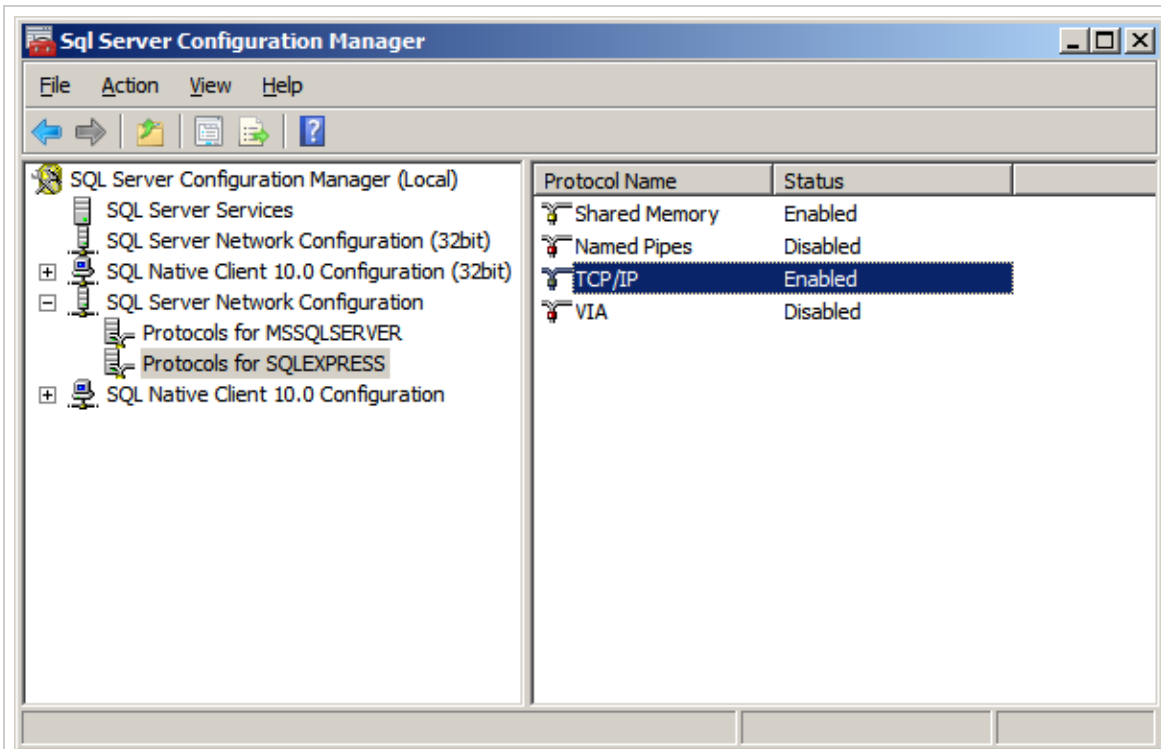 Sql Server Configuration Manager
File Action View Help
SQL Server Configuration Manager (Local)
SQL Server Services
SQL Server Network Configuration (32bit)
SQL Native Client 10.0 Configuration (32bit)
SQL Server Network Configuration
Protocols for MSSQLSERVER
Protocols for SQLEXPRESS
SQL Native Client 10.0 Configuration
Protocol Name Status
Shared Memory Enabled
Named Pipes Disabled
TCP/IP Enabled
VIA Disabled